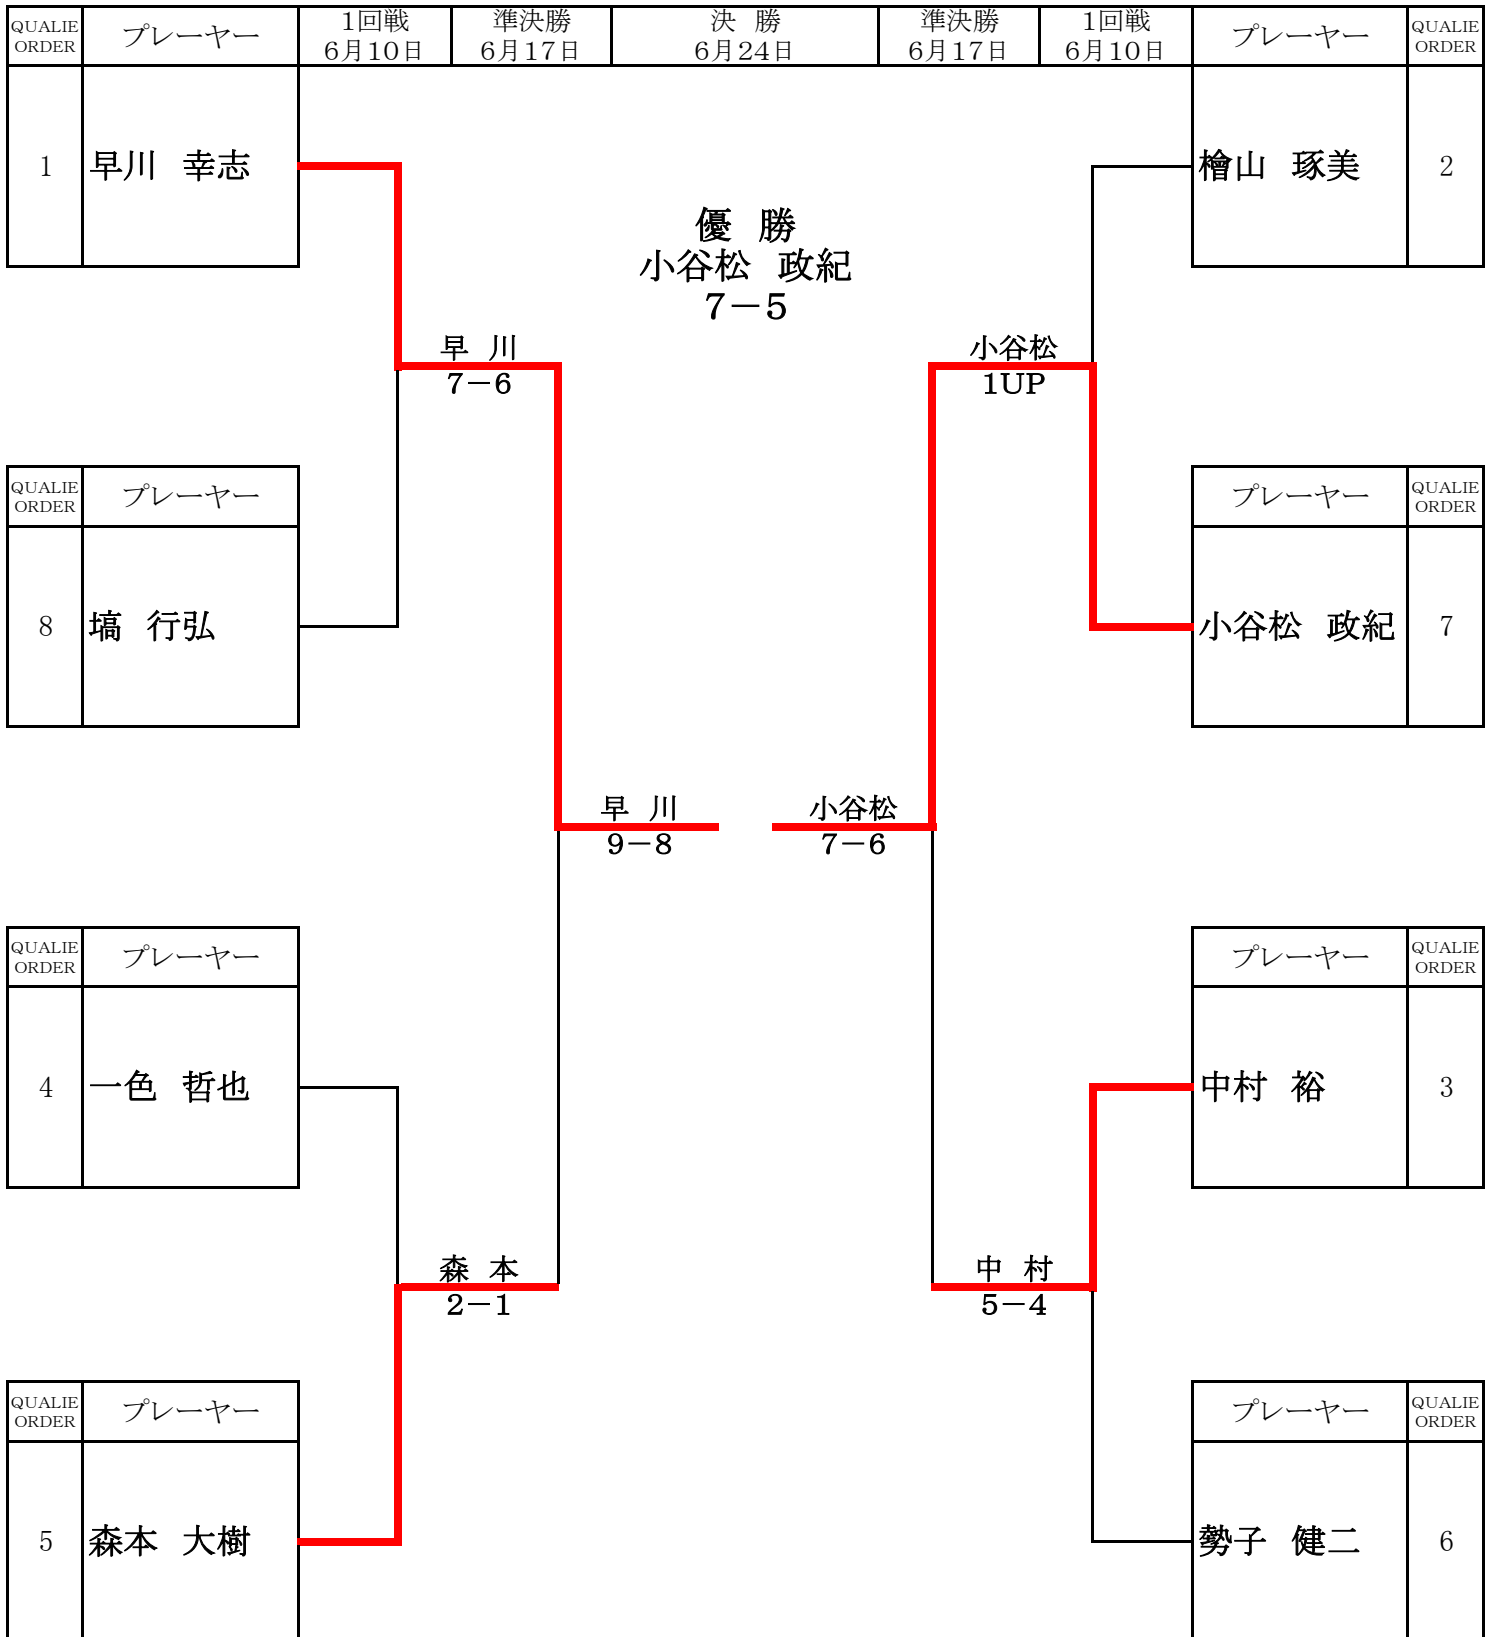 QUALIE ORDER プレーヤー 1回戦 6月10日 準決勝 6月17日 決 勝 6月24日 準決勝 6月17日 1回戦 6月10日 プレーヤー QUALIE ORDER
1 早川 幸志 檜山 琢美 2
優 勝
小谷松 政紀
7－5
早 川 小谷松
7－6 1UP
QUALIE ORDER プレーヤー プレーヤー QUALIE ORDER
8 塙 行弘 小谷松 政紀 7
早 川 小谷松
9－8 7－6
QUALIE ORDER プレーヤー プレーヤー QUALIE ORDER
4 一色 哲也 中村 裕 3
森 本 中 村
2－1 5－4
QUALIE ORDER プレーヤー プレーヤー QUALIE ORDER
5 森本 大樹 勢子 健二 6